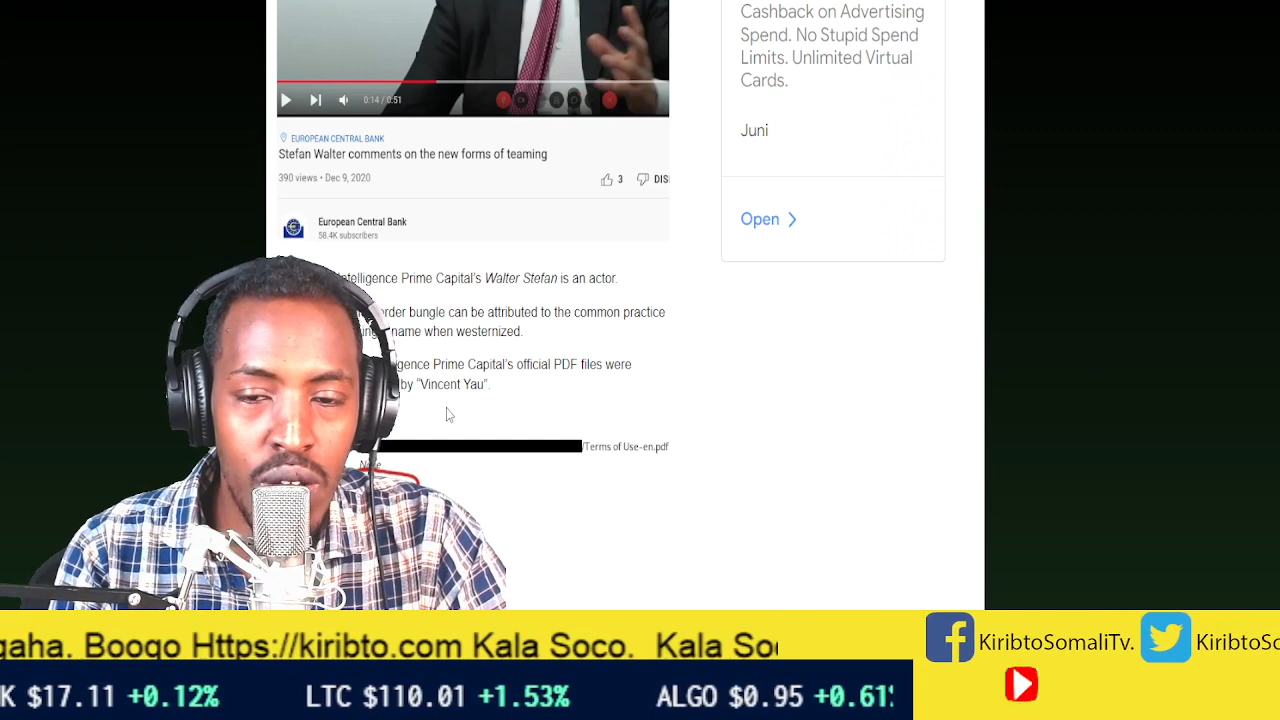 Cashback on Advertising
Spend. No Stupid Spend
Limits. Unlimited Virtual
Cards.
Juni
Open
0:14 / 0:51
EUROPEAN CENTRAL BANK
Stefan Walter comments on the new forms of teaming
390 views • Dec 9, 2020
3
DIS
European Central Bank
58.4K subscribers
ntelligence Prime Capital's Walter Stefan is an actor.
order bungle can be attributed to the common practice
name when westernized.
gence Prime Capital's official PDF files were
by "Vincent Yau".
/Terms of Use-en.pdf
gaha. Booqo Https://kiribto.com Kala Soco. Kala So
KiribtoSomaliTv.
KiribtoSo
K $17.11 +0.12% LTC $110.01 +1.53% ALGO $0.95 +0.61